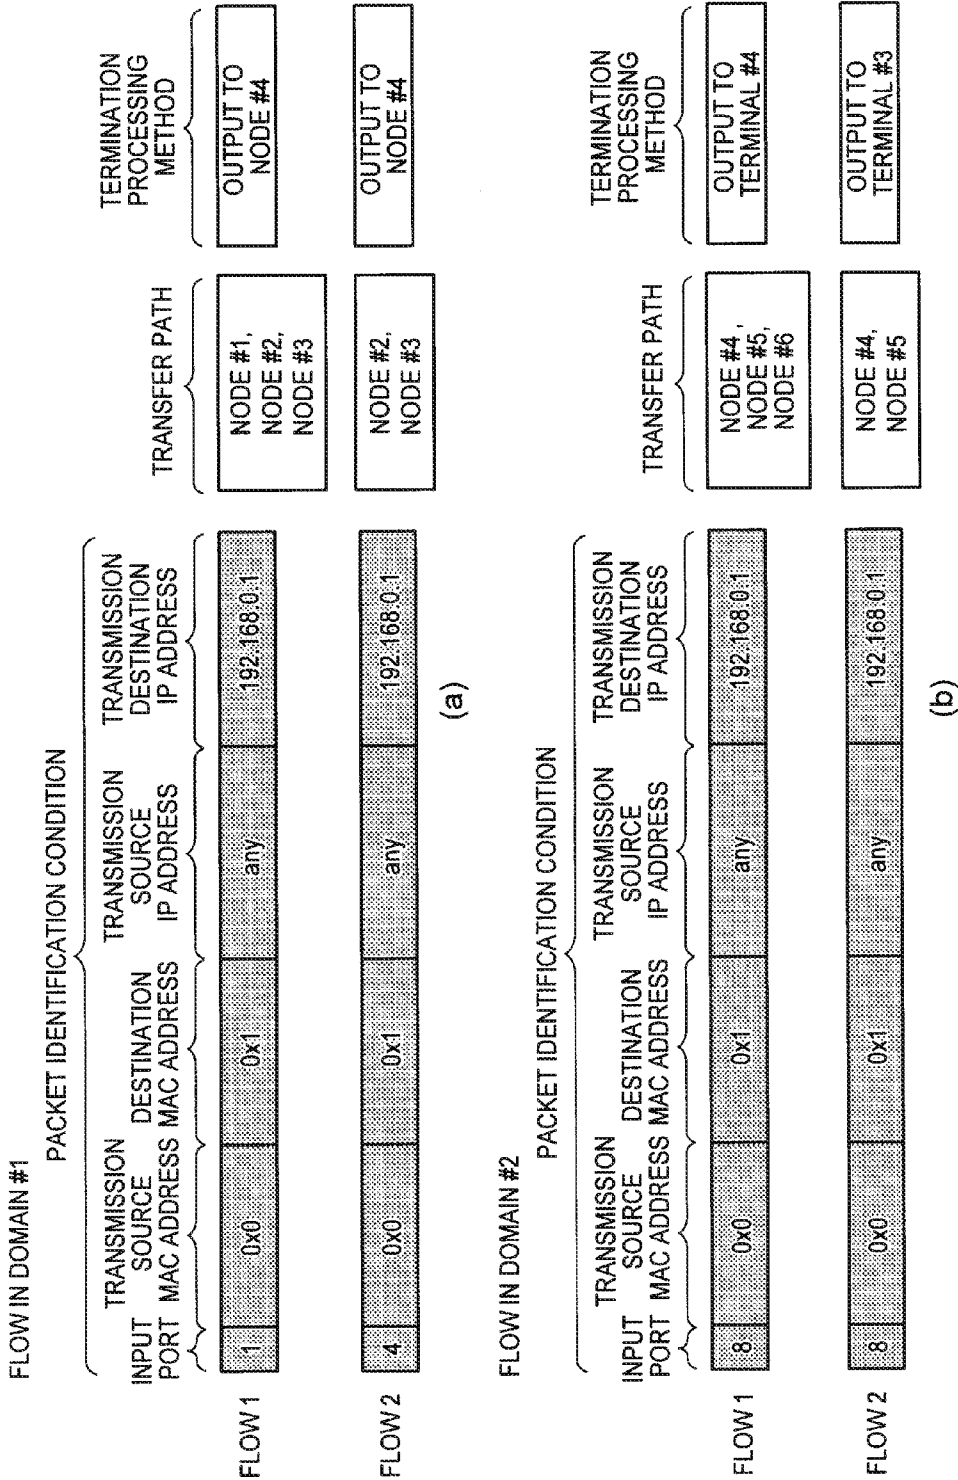 FLOW IN DOMAIN #1
PACKET IDENTIFICATION CONDITION
INPUT
PORT
TRANSMISSION
SOURCE
MAC ADDRESS
DESTINATION
MAC ADDRESS
TRANSMISSION
SOURCE
IP ADDRESS
TRANSMISSION
DESTINATION
IP ADDRESS
TRANSFER PATH
TERMINATION
PROCESSING
METHOD
FLOW 1
1
0x0
0x1
any
192.168.0.1
NODE #1,
NODE #2,
NODE #3
OUTPUT TO
NODE #4
FLOW 2
4
0x0
0x1
any
192.168.0.1
NODE #2,
NODE #3
OUTPUT TO
NODE #4
(a)
FLOW IN DOMAIN #2
PACKET IDENTIFICATION CONDITION
INPUT
PORT
TRANSMISSION
SOURCE
MAC ADDRESS
DESTINATION
MAC ADDRESS
TRANSMISSION
SOURCE
IP ADDRESS
TRANSMISSION
DESTINATION
IP ADDRESS
TRANSFER PATH
TERMINATION
PROCESSING
METHOD
FLOW 1
8
0x0
0x1
any
192.168.0.1
NODE #4 ,
NODE #5,
NODE #6
OUTPUT TO
TERMINAL #4
FLOW 2
8
0x0
0x1
any
192.168.0.1
NODE #4,
NODE #5
OUTPUT TO
TERMINAL #3
(b)